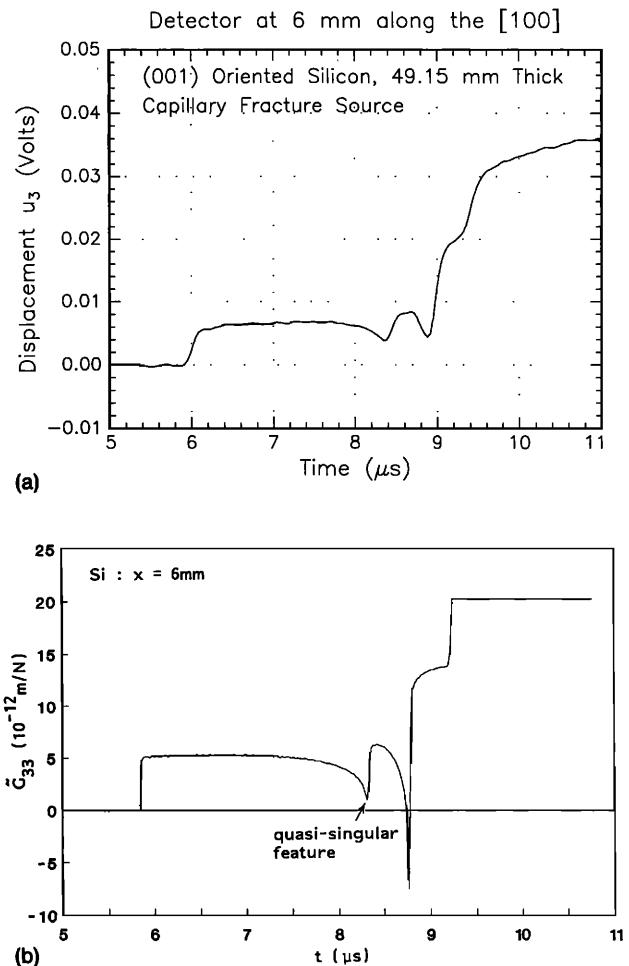 Detector at 6 mm along the [100]
(001) Oriented Silicon, 49.15 mm Thick
Capillary Fracture Source
Displacement u₃ (Volts)
0.05
0.04
0.03
0.02
0.01
0.00
−0.01
5 6 7 8 9 10 11
Time (μs)
(a)
Si : x = 6mm
G̃₃₃ (10⁻¹² m/N)
25
20
15
10
5
0
-5
-10
quasi-singular
feature
5 6 7 8 9 10 11
t (μs)
(b)